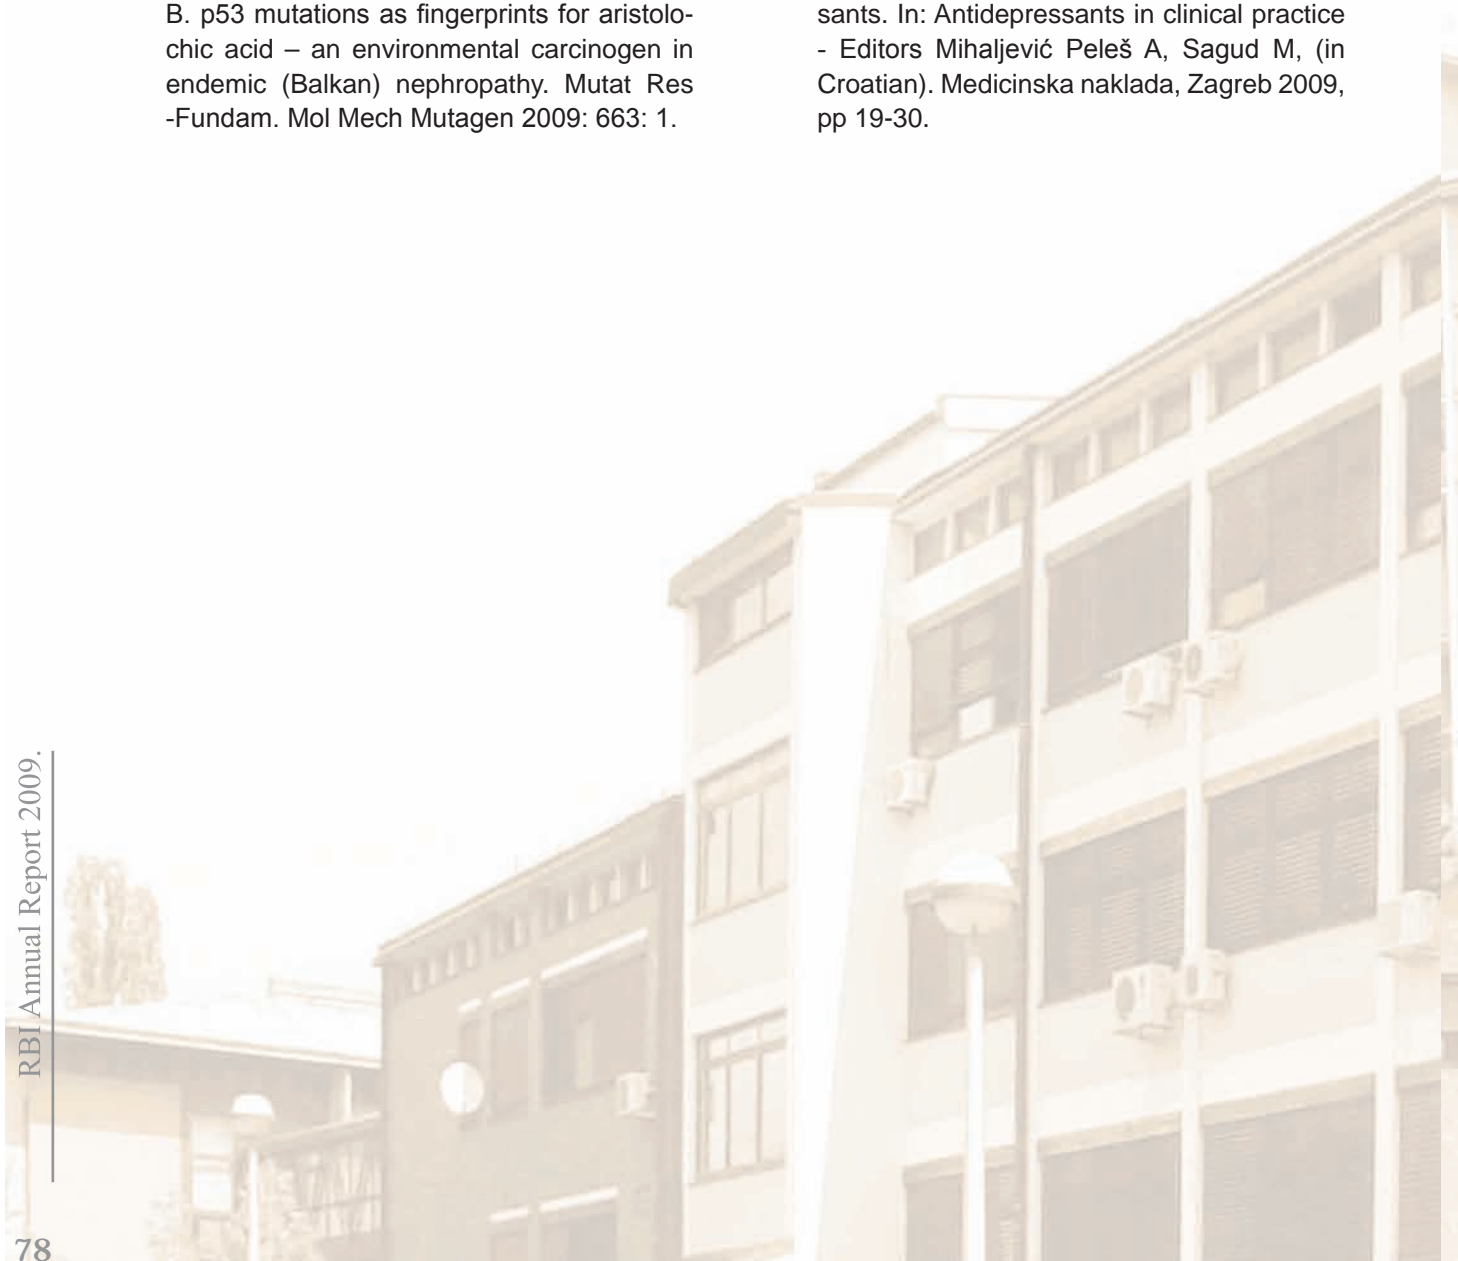 B. p53 mutations as fingerprints for aristolo-
chic acid – an environmental carcinogen in
endemic (Balkan) nephropathy. Mutat Res
-Fundam. Mol Mech Mutagen 2009: 663: 1.
sants. In: Antidepressants in clinical practice
- Editors Mihaljević Peleš A, Sagud M, (in
Croatian). Medicinska naklada, Zagreb 2009,
pp 19-30.
RBI Annual Report 2009.
78